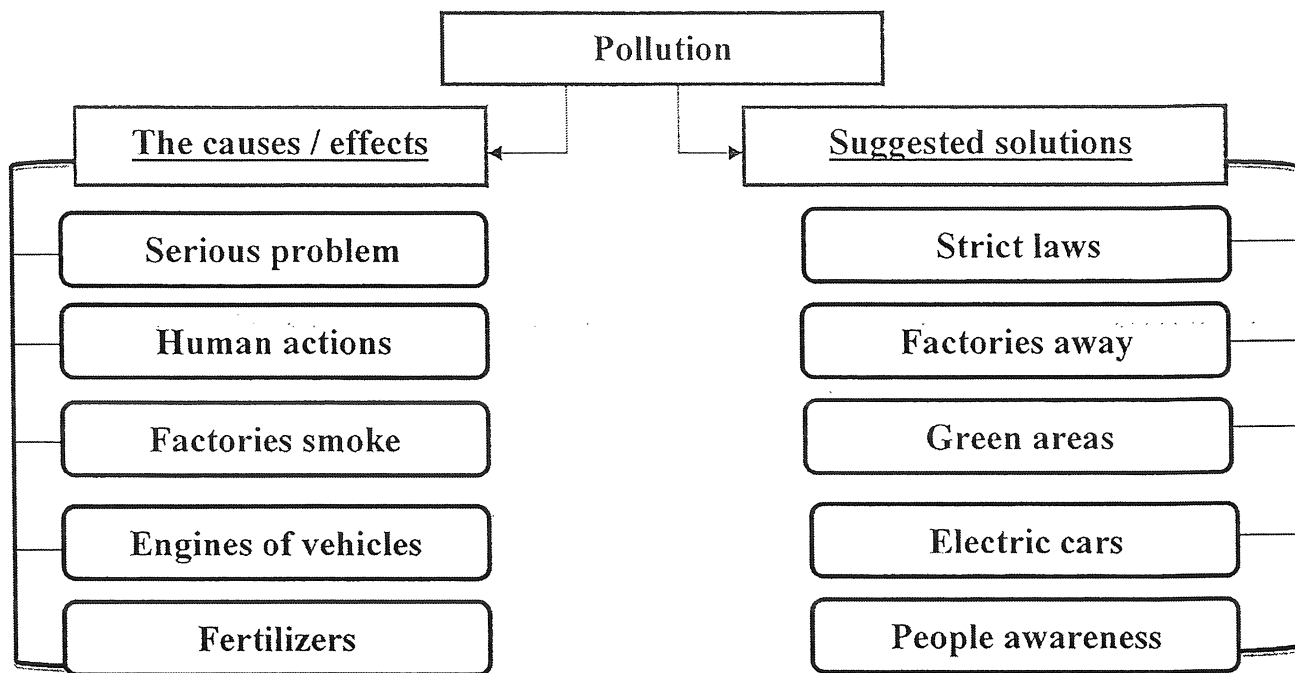 Pollution
The causes / effects
Serious problem
Human actions
Factories smoke
Engines of vehicles
Fertilizers
Suggested solutions
Strict laws
Factories away
Green areas
Electric cars
People awareness